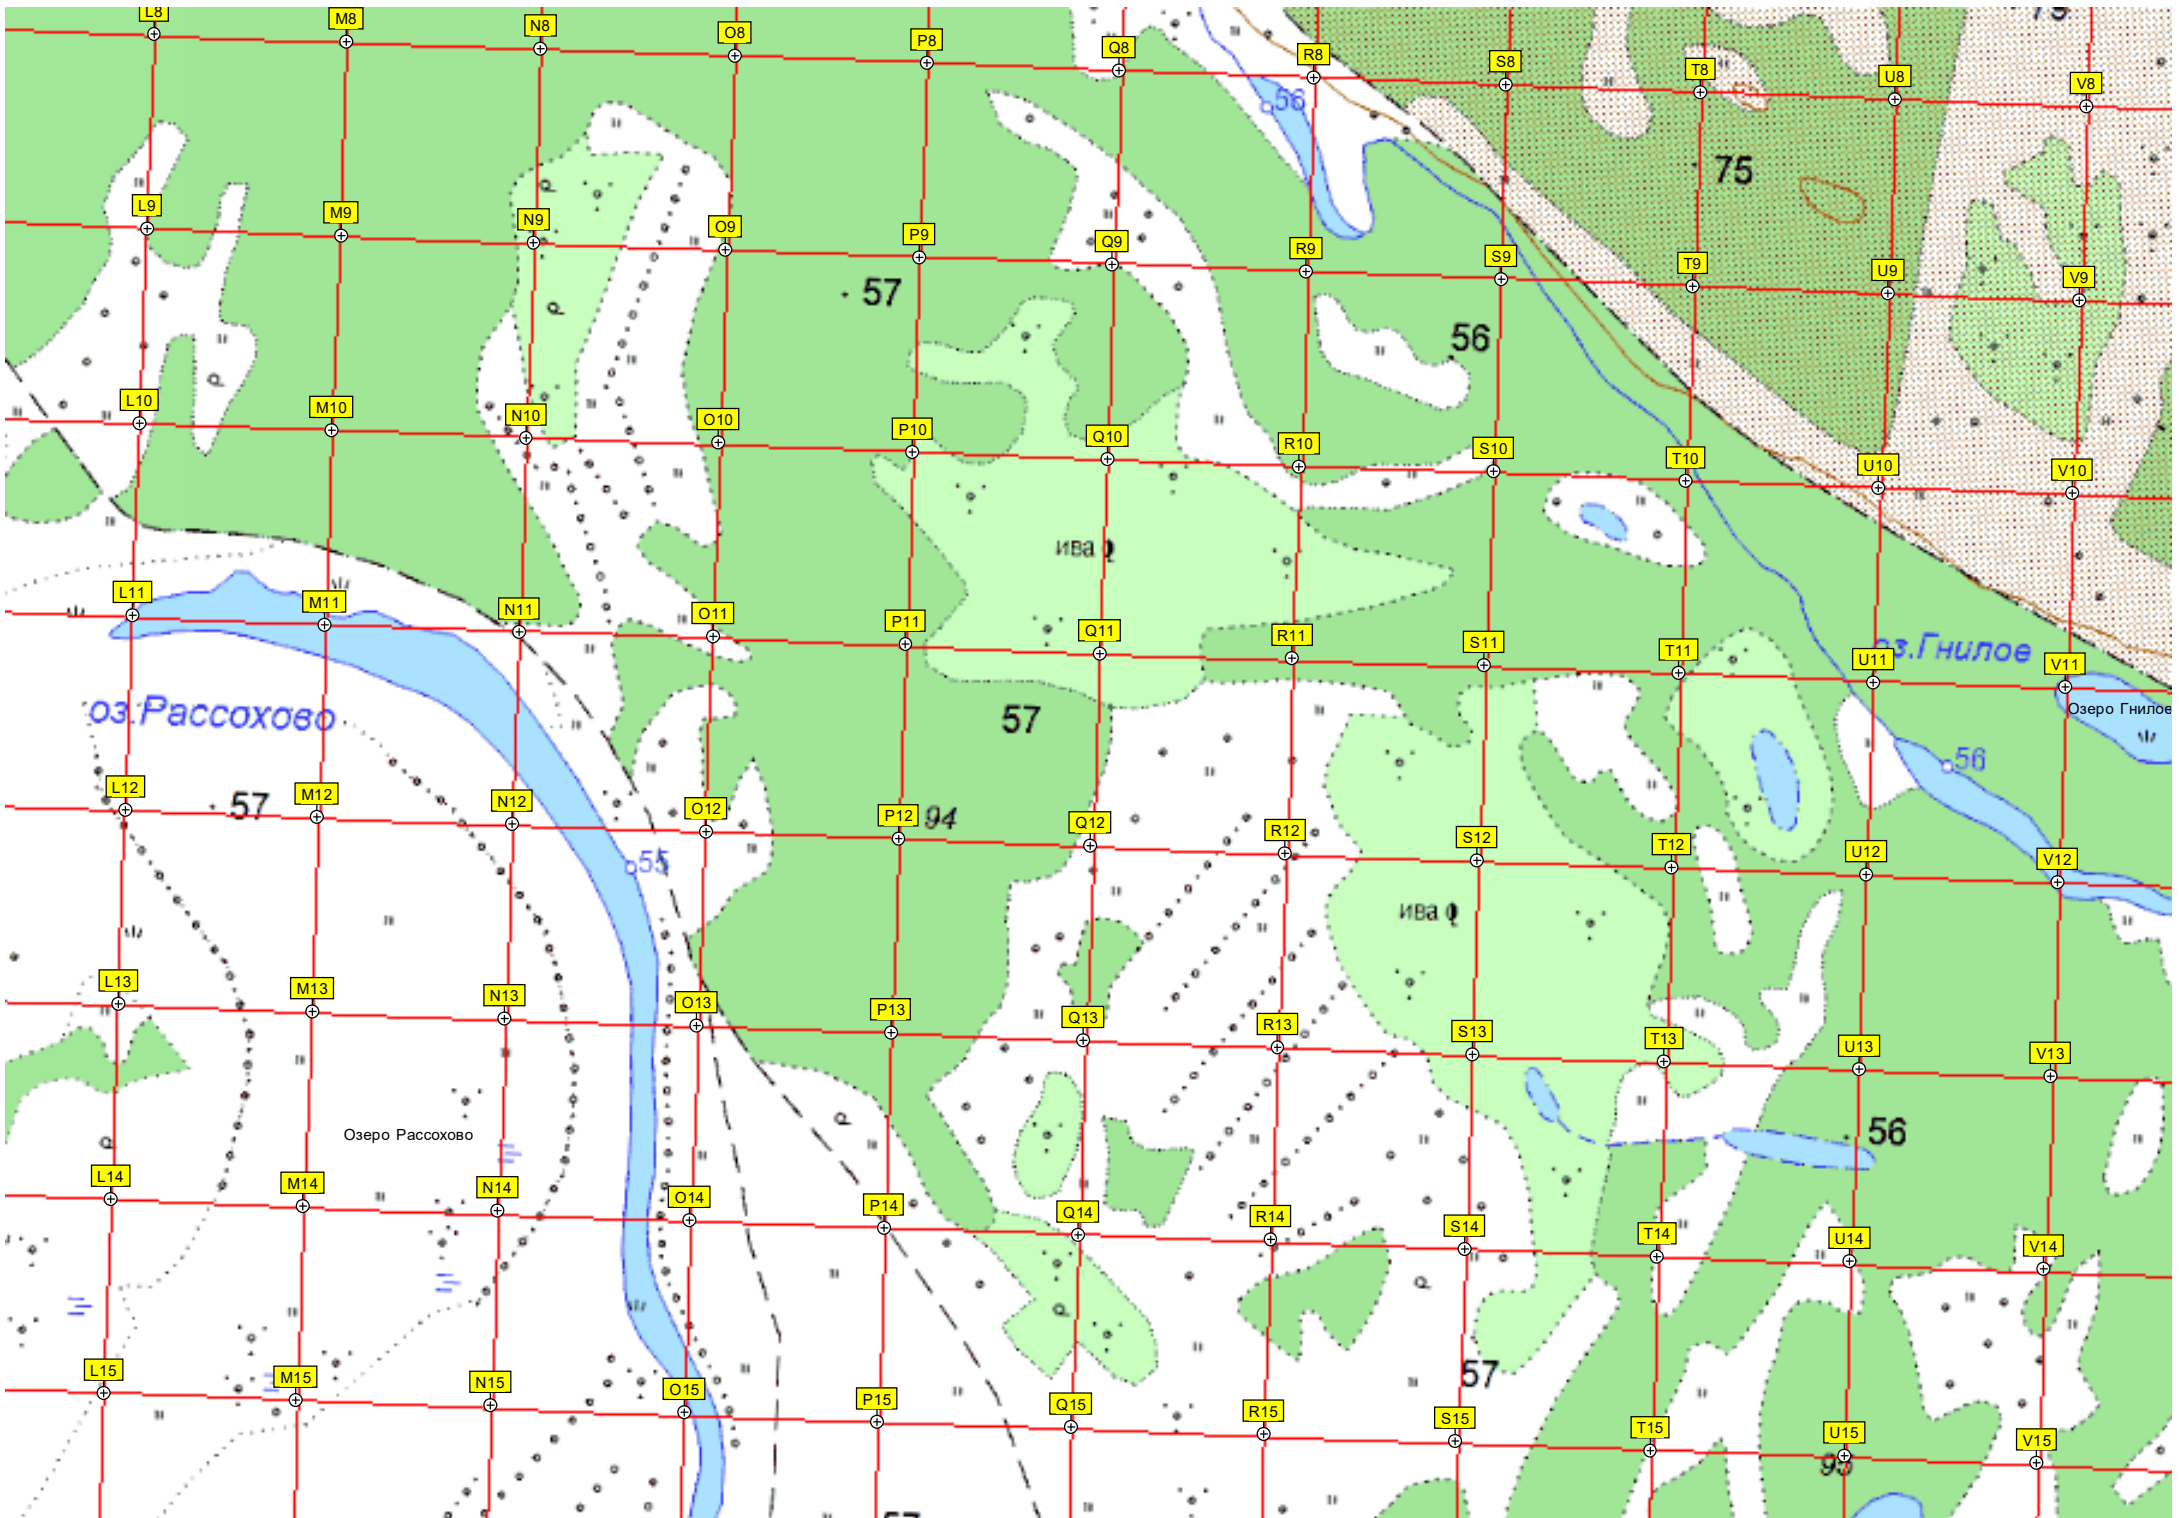 L8 M8 N8 O8 P8 Q8 R8 S8 T8 U8 V8
56
75
L9 M9 N9 O9 P9 Q9 R9 S9 T9 U9 V9
57
56
L10 M10 N10 O10 P10 Q10 R10 S10 T10 U10 V10
ива
L11 M11 N11 O11 P11 Q11 R11 S11 T11 U11 V11
оз.Гнилое
Озеро Гнилое
оз.Рассохово
57
56
L12 M12 N12 O12 P12 Q12 R12 S12 T12 U12 V12
57
94
55
ива
L13 M13 N13 O13 P13 Q13 R13 S13 T13 U13 V13
Озеро Рассохово
56
L14 M14 N14 O14 P14 Q14 R14 S14 T14 U14 V14
57
L15 M15 N15 O15 P15 Q15 R15 S15 T15 U15 V15